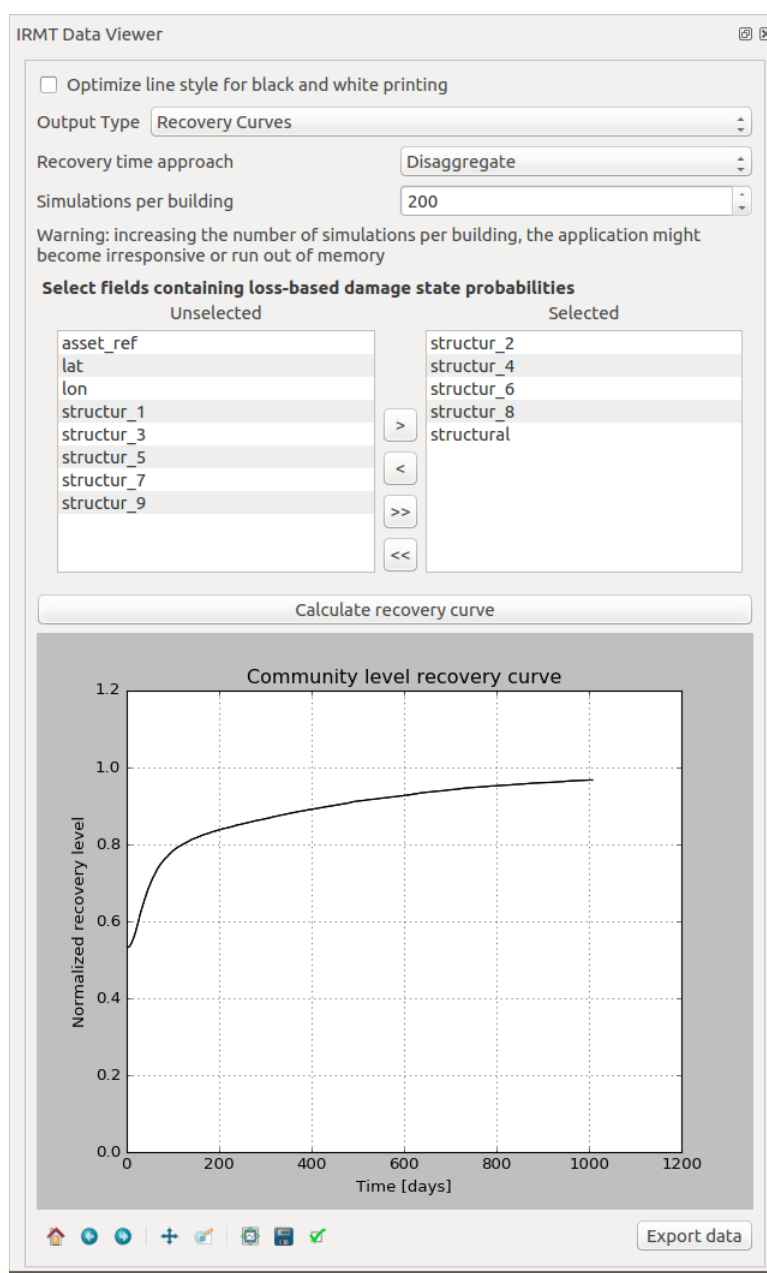 IRMT Data Viewer
Optimize line style for black and white printing
Output Type Recovery Curves
Recovery time approach Disaggregate
Simulations per building 200
Warning: increasing the number of simulations per building, the application might
become irresponsive or run out of memory
Select fields containing loss-based damage state probabilities
Unselected Selected
asset_ref structur_2
lat structur_4
lon structur_6
structur_1 structur_8
structur_3 structural
structur_5
structur_7
structur_9
>
<
>>
<<
Calculate recovery curve
Community level recovery curve
1.2
1.0
0.8
0.6
0.4
0.2
0.0
Normalized recovery level
0 200 400 600 800 1000 1200
Time [days]
Export data